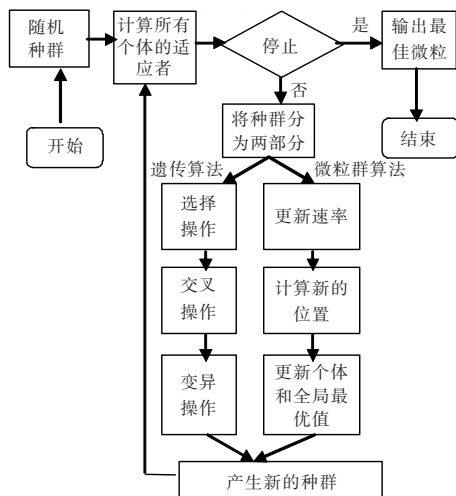 随机
种群
计算所有
个体的适
应者
停止
是
输出最
佳微粒
开始
否
结束
将种群分
为两部分
遗传算法
微粒群算法
选择
操作
更新速率
交叉
操作
计算新的
位置
变异
操作
更新个体
和全局最
优值
产生新的种群